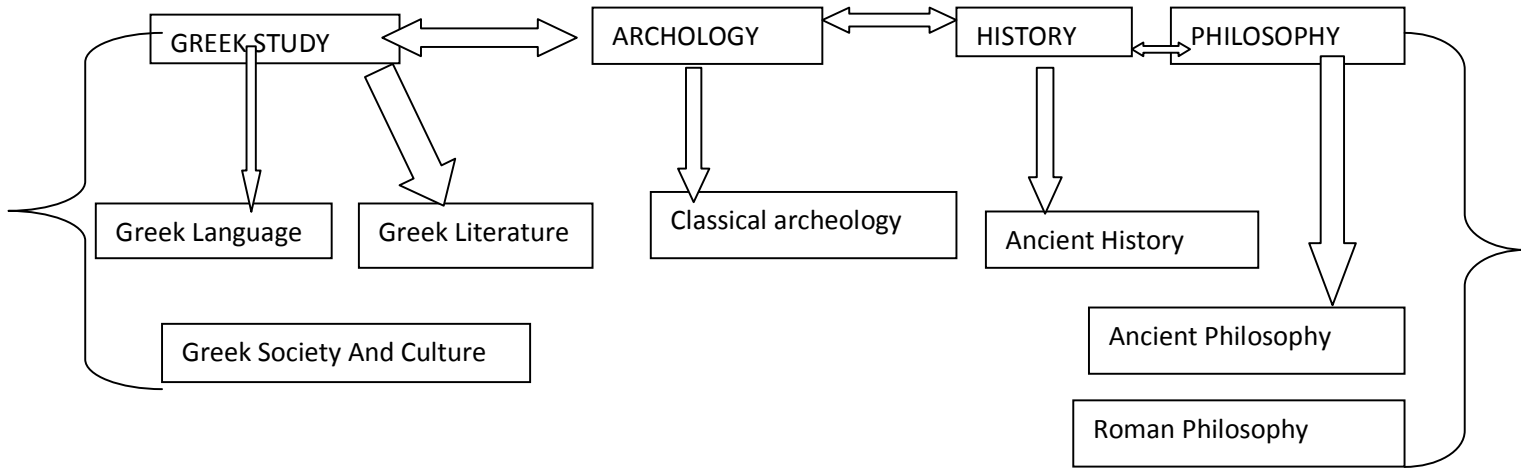 GREEK STUDY
ARCHOLOGY
HISTORY
PHILOSOPHY
Greek Language
Greek Literature
Classical archeology
Ancient History
Greek Society And Culture
Ancient Philosophy
Roman Philosophy